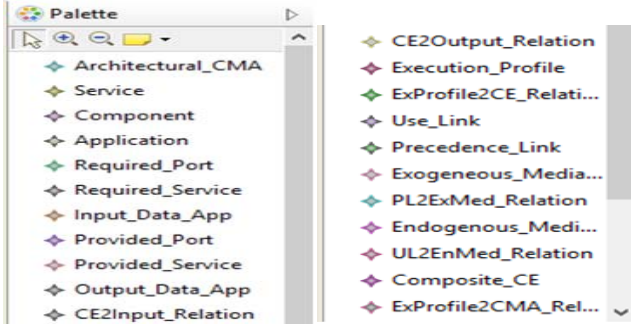 Palette
Architectural_CMA
Service
Component
Application
Required_Port
Required_Service
Input_Data_App
Provided_Port
Provided_Service
Output_Data_App
CE2Input_Relation
CE2Output_Relation
Execution_Profile
ExProfile2CE_Relati...
Use_Link
Precedence_Link
Exogeneous_Media...
PL2ExMed_Relation
Endogenous_Medi...
UL2EnMed_Relation
Composite_CE
ExProfile2CMA_Rel...